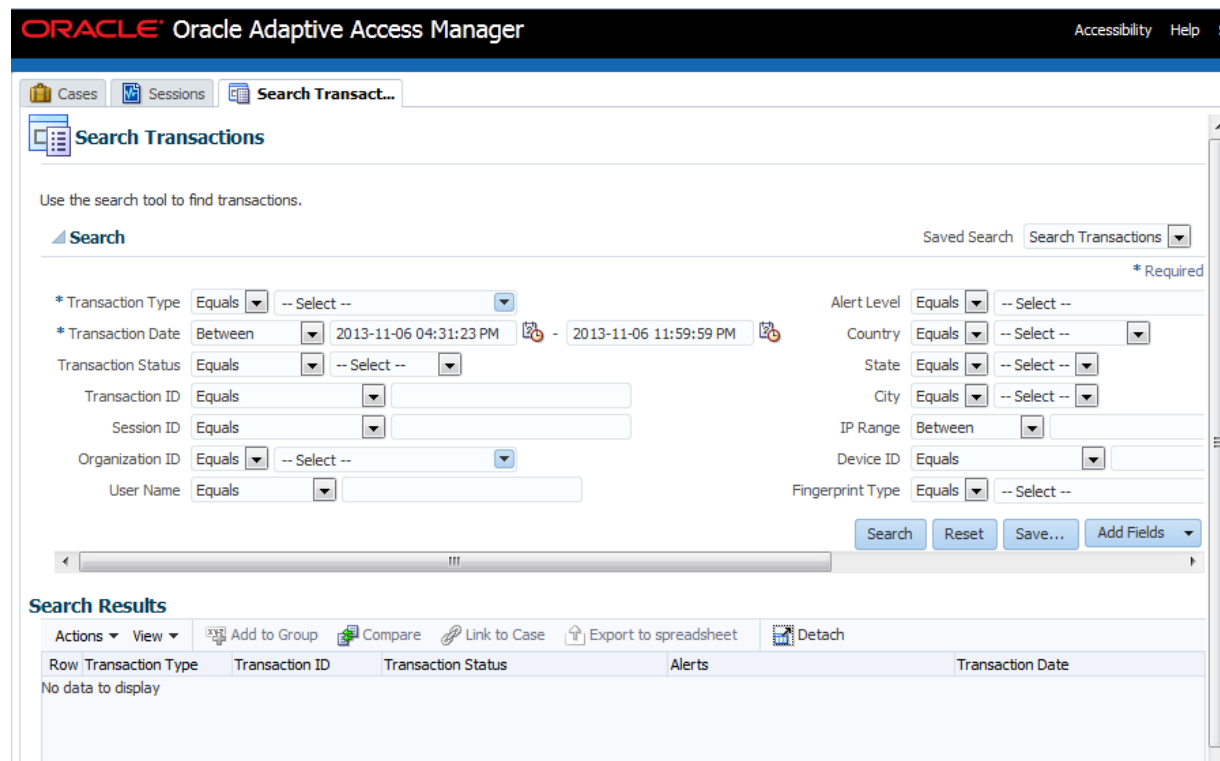 ORACLE Oracle Adaptive Access Manager Accessibility Help
Cases Sessions Search Transact...
Search Transactions
Use the search tool to find transactions.
Search Saved Search Search Transactions
* Required
* Transaction Type Equals -- Select -- Alert Level Equals -- Select --
* Transaction Date Between 2013-11-06 04:31:23 PM - 2013-11-06 11:59:59 PM Country Equals -- Select --
Transaction Status Equals -- Select -- State Equals -- Select --
Transaction ID Equals City Equals -- Select --
Session ID Equals IP Range Between
Organization ID Equals -- Select -- Device ID Equals
User Name Equals Fingerprint Type Equals -- Select --
Search Reset Save... Add Fields
Search Results
Actions View Add to Group Compare Link to Case Export to spreadsheet Detach
Row Transaction Type Transaction ID Transaction Status Alerts Transaction Date
No data to display